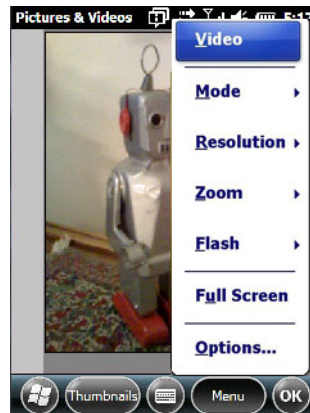 Pictures & Videos
Video
Mode
Resolution
Zoom
Flash
Full Screen
Options...
Thumbnails
Menu
OK